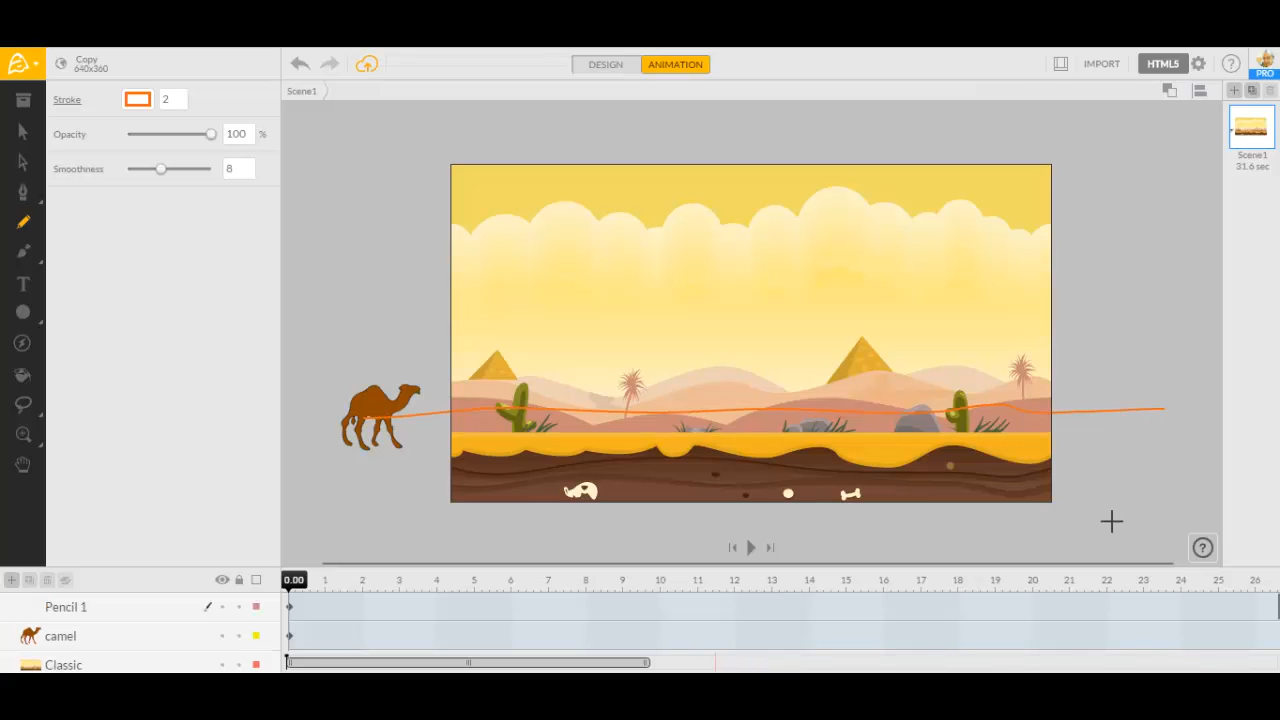 Copy
640x360
DESIGN
ANIMATION
IMPORT
HTML5
PRO
Stroke
2
Scene1
Opacity
100 %
Smoothness
8
Scene1
31.6 sec
0.00 1 2 3 4 5 6 7 8 9 10 11 12 13 14 15 16 17 18 19 20 21 22 23 24 25 26
Pencil 1
camel
Classic